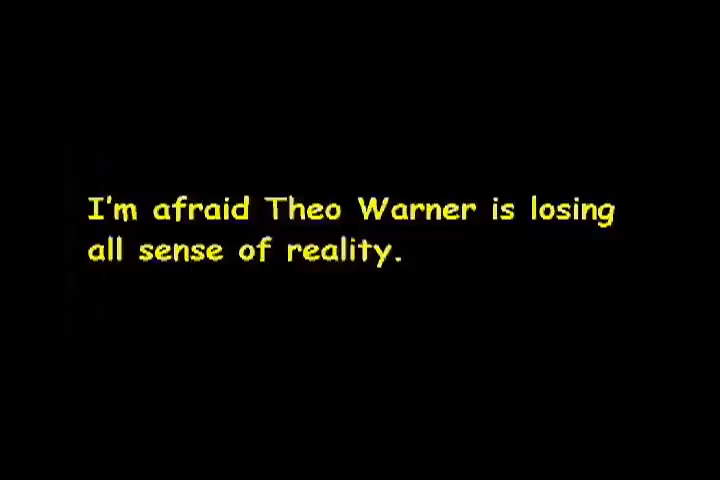 I'm afraid Theo Warner is losing
all sense of reality.